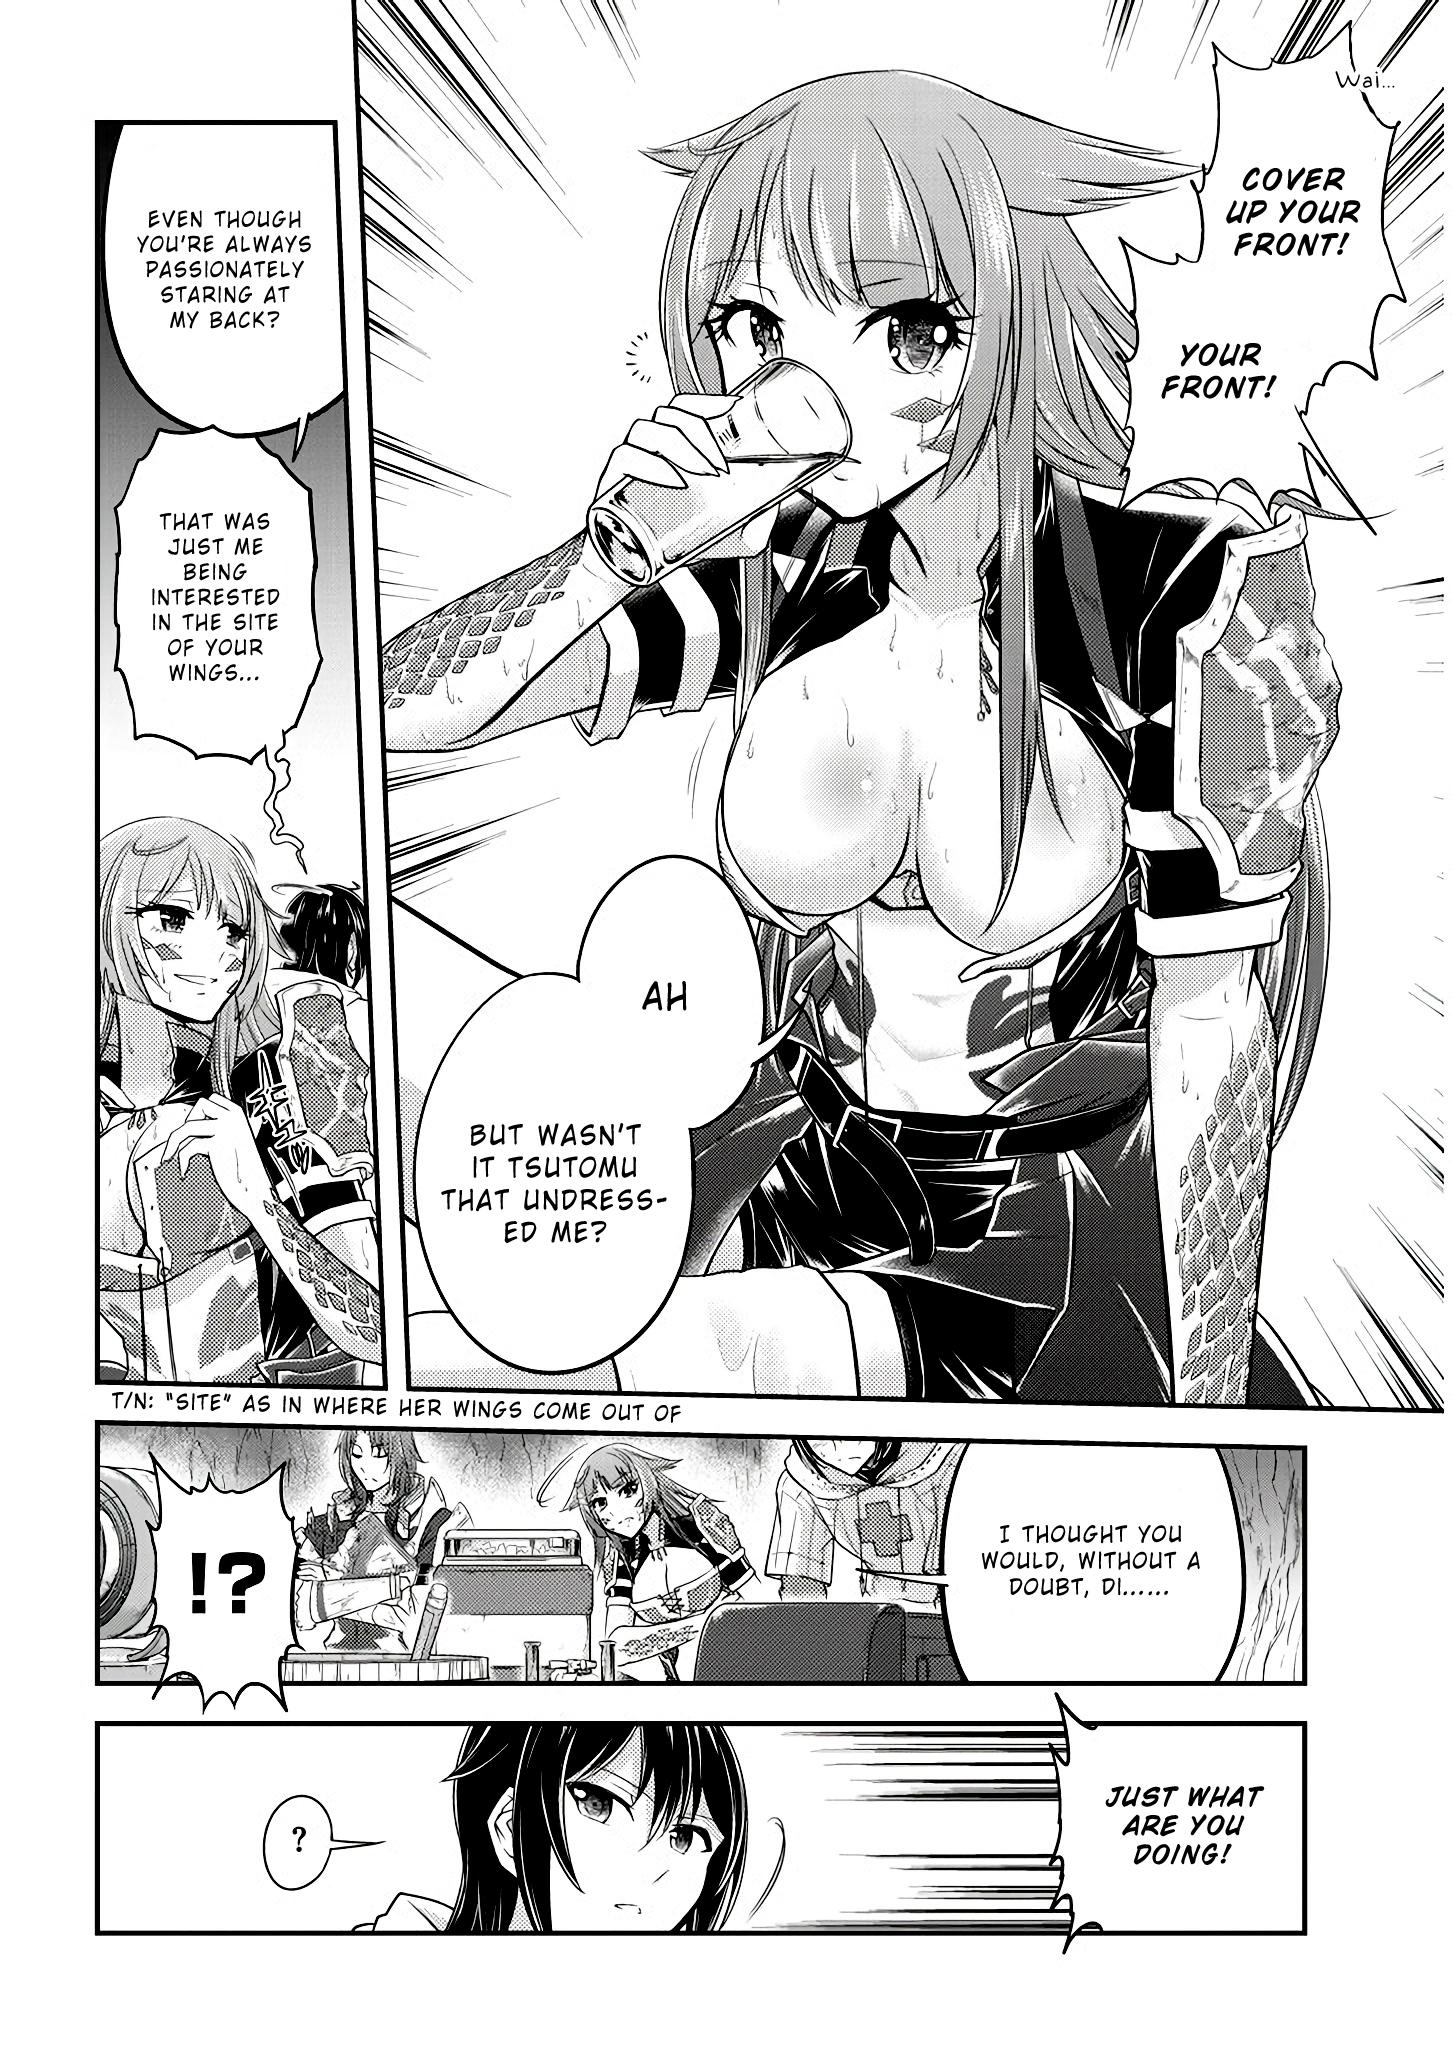 Wai...
COVER
UP YOUR
FRONT!
YOUR
FRONT!
AH
BUT WASN'T
IT TSUTOMU
THAT UNDRESS-
ED ME?
EVEN THOUGH
YOU'RE ALWAYS
PASSIONATELY
STARING AT
MY BACK?
THAT WAS
JUST ME
BEING
INTERESTED
IN THE SITE
OF YOUR
WINGS...
T/N: "SITE" AS IN WHERE HER WINGS COME OUT OF
I THOUGHT YOU
WOULD, WITHOUT A
DOUBT, DI......
!?
JUST WHAT
ARE YOU
DOING!
?